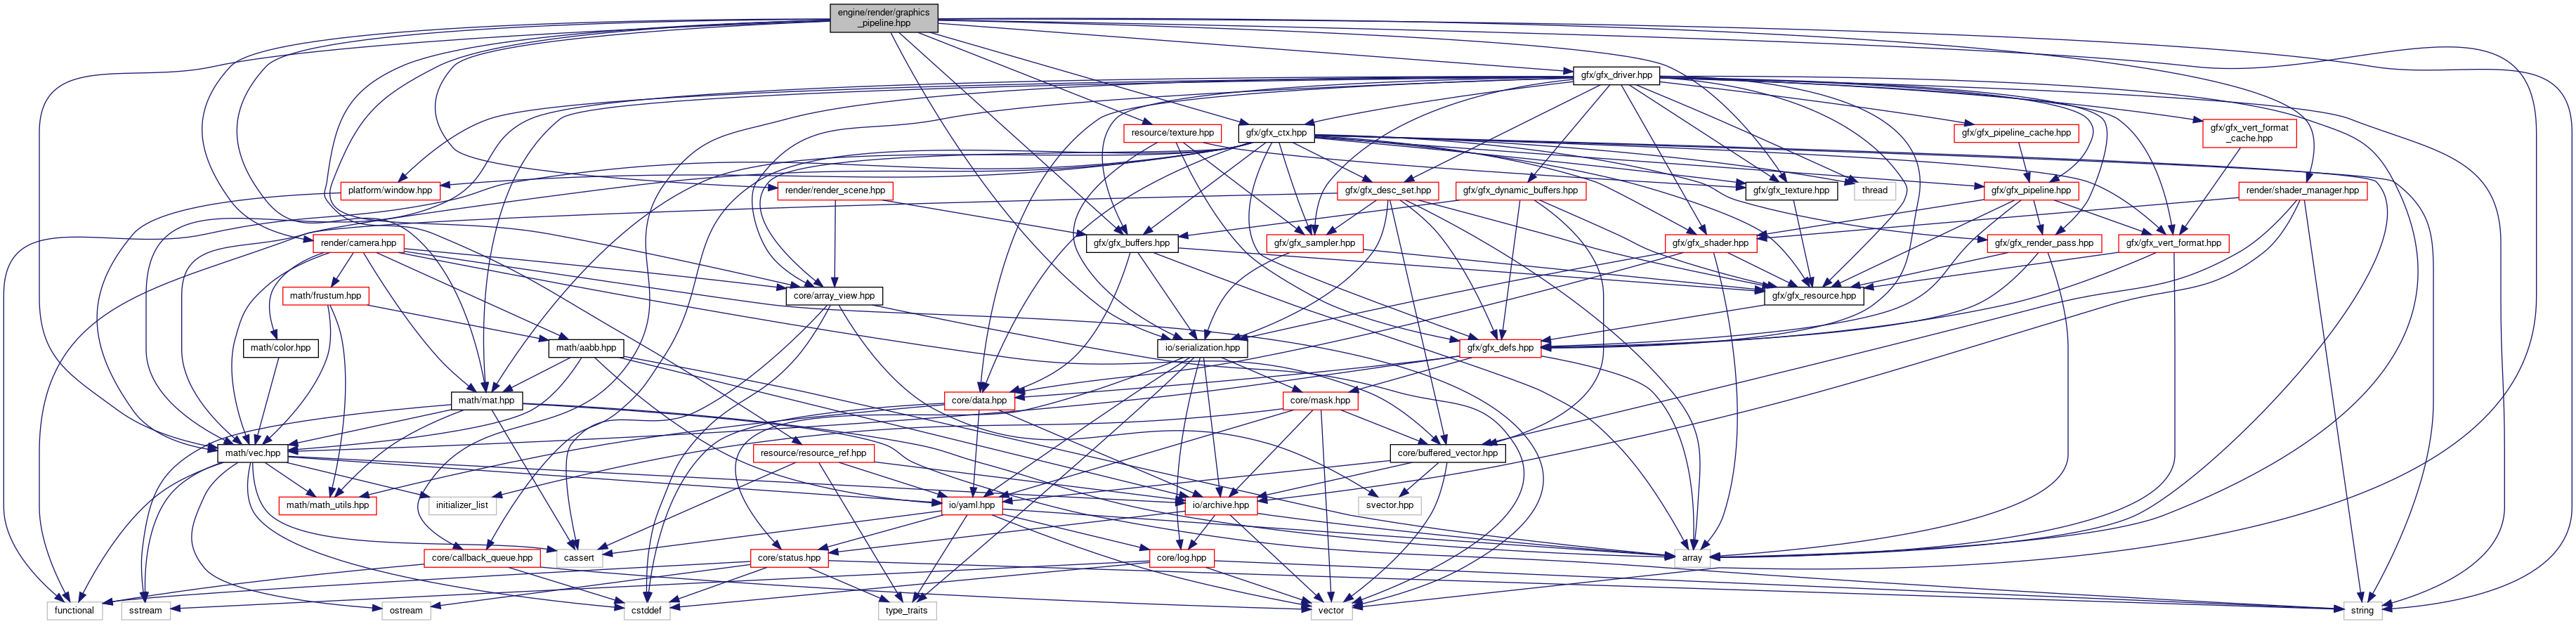 engine/render/graphics
_pipeline.hpp
gfx/gfx_driver.hpp
resource/texture.hpp
gfx/gfx_ctx.hpp
gfx/gfx_pipeline_cache.hpp
gfx/gfx_vert_format
_cache.hpp
platform/window.hpp
render/render_scene.hpp
gfx/gfx_desc_set.hpp
gfx/gfx_dynamic_buffers.hpp
gfx/gfx_texture.hpp
thread
gfx/gfx_pipeline.hpp
render/shader_manager.hpp
render/camera.hpp
gfx/gfx_buffers.hpp
gfx/gfx_sampler.hpp
gfx/gfx_shader.hpp
gfx/gfx_render_pass.hpp
gfx/gfx_vert_format.hpp
math/frustum.hpp
core/array_view.hpp
gfx/gfx_resource.hpp
math/color.hpp
math/aabb.hpp
io/serialization.hpp
gfx/gfx_defs.hpp
math/mat.hpp
core/data.hpp
core/mask.hpp
math/vec.hpp
resource/resource_ref.hpp
core/buffered_vector.hpp
math/math_utils.hpp
initializer_list
io/yaml.hpp
io/archive.hpp
svector.hpp
core/callback_queue.hpp
cassert
core/status.hpp
core/log.hpp
array
functional
sstream
ostream
cstddef
type_traits
vector
string